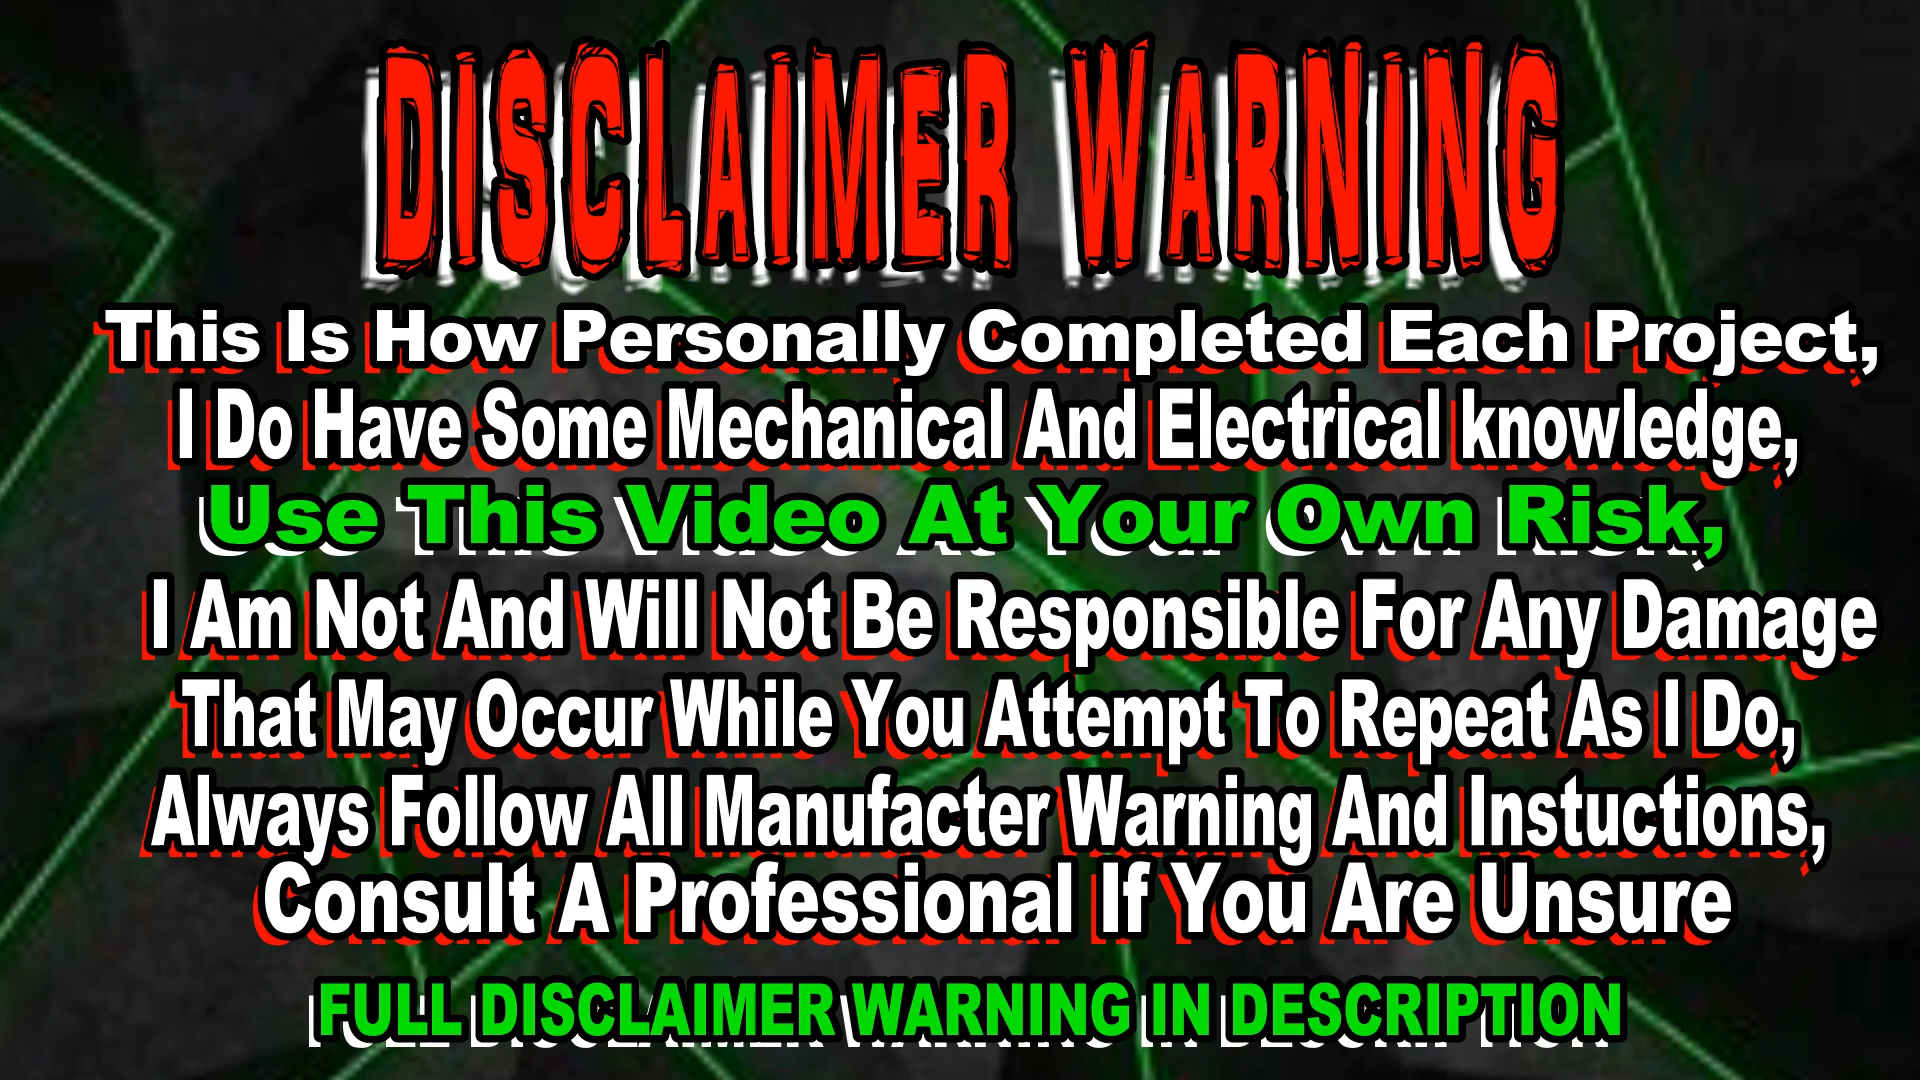 DISCLAIMER WARNING
This Is How Personally Completed Each Project,
I Do Have Some Mechanical And Electrical knowledge,
Use This Video At Your Own Risk,
I Am Not And Will Not Be Responsible For Any Damage
That May Occur While You Attempt To Repeat As I Do,
Always Follow All Manufacter Warning And Instuctions,
Consult A Professional If You Are Unsure
FULL DISCLAIMER WARNING IN DESCRIPTION